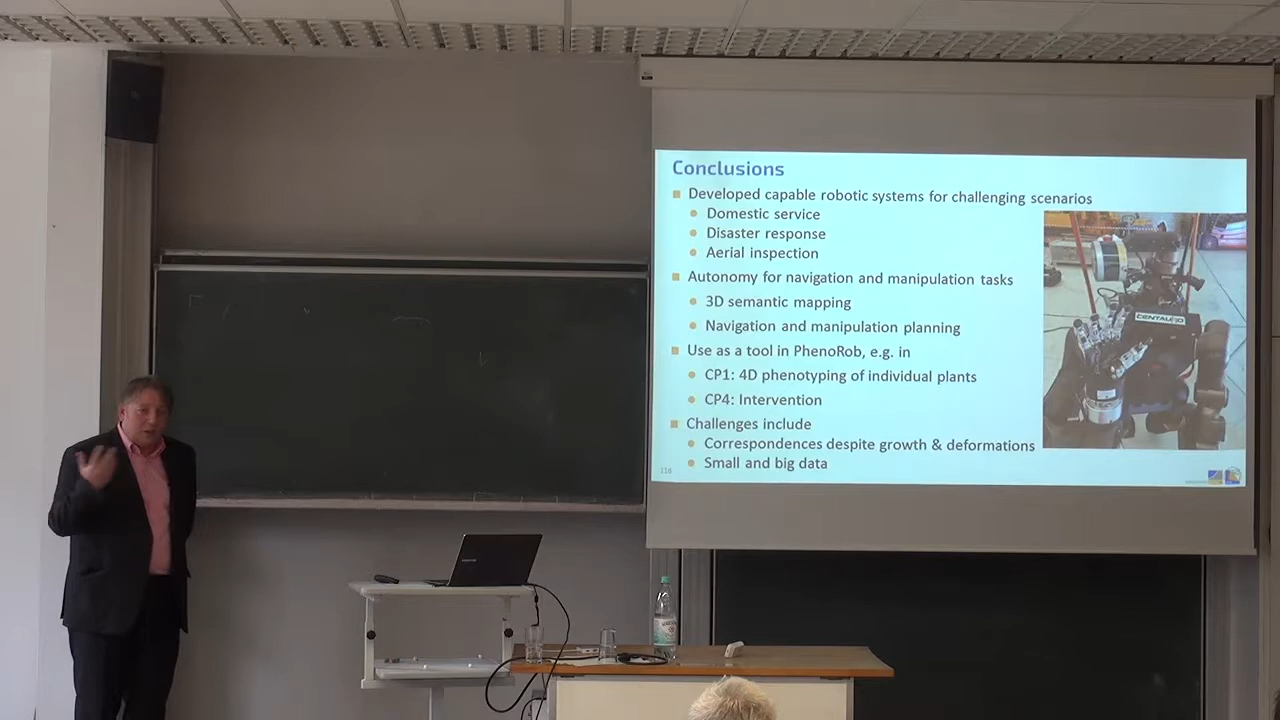 Conclusions
Developed capable robotic systems for challenging scenarios
Domestic service
Disaster response
Aerial inspection
Autonomy for navigation and manipulation tasks
3D semantic mapping
Navigation and manipulation planning
Use as a tool in PhenoRob, e.g. in
CP1: 4D phenotyping of individual plants
CP4: Intervention
Challenges include
Correspondences despite growth & deformations
Small and big data
116
CENTAURO